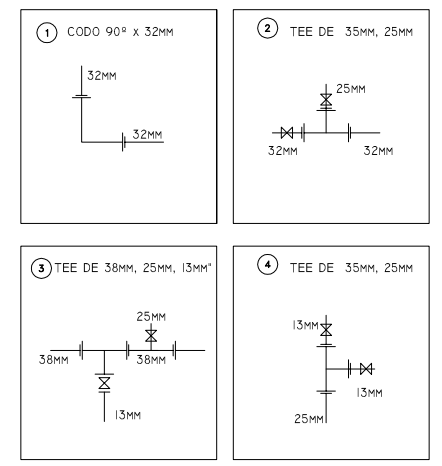 1 CODO 90º X 32MM
32MM
32MM
2 TEE DE 35MM, 25MM
25MM
32MM 32MM
3 TEE DE 38MM, 25MM, 13MM"
25MM
38MM 38MM
13MM
4 TEE DE 35MM, 25MM
13MM
13MM
25MM